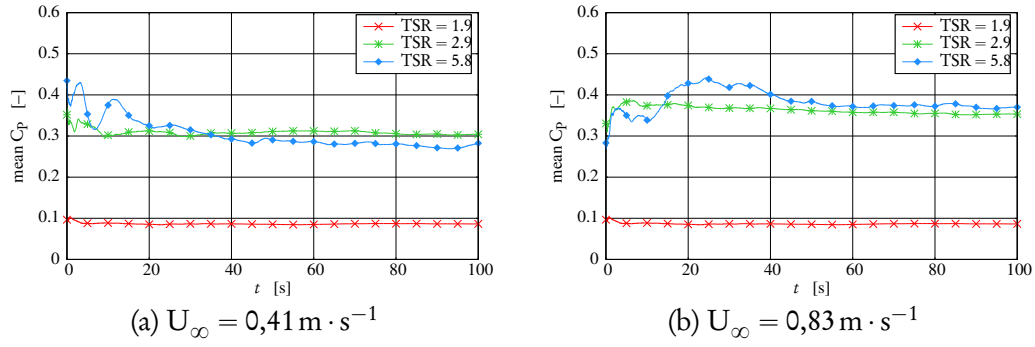 0.6
0.5
0.4
0.3
0.2
0.1
0
mean C_P [–]
TSR = 1.9
TSR = 2.9
TSR = 5.8
0 20 40 60 80 100
t [s]
(a) U_∞ = 0,41 m · s⁻¹
0.6
0.5
0.4
0.3
0.2
0.1
0
mean C_P [–]
TSR = 1.9
TSR = 2.9
TSR = 5.8
0 20 40 60 80 100
t [s]
(b) U_∞ = 0,83 m · s⁻¹